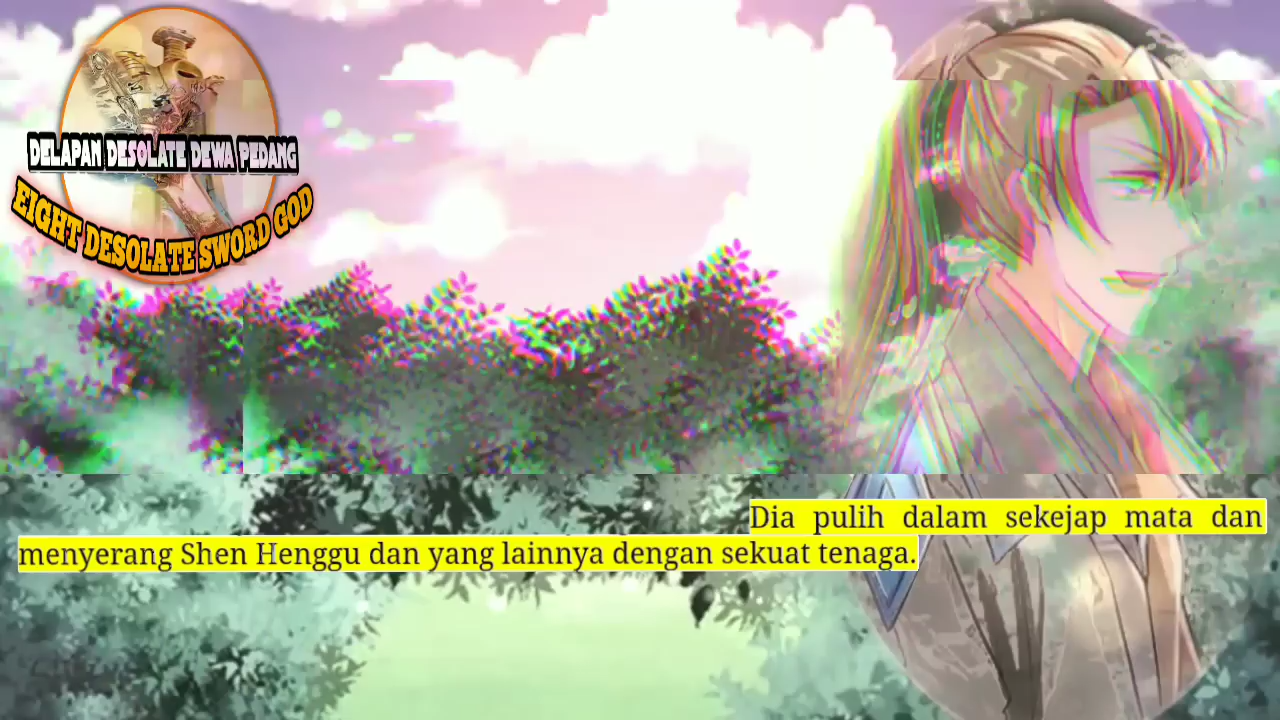 DELAPAN DESOLATE DEWA PEDANG
EIGHT DESOLATE SWORD GOD
Dia pulih dalam sekejap mata dan
menyerang Shen Henggu dan yang lainnya dengan sekuat tenaga.